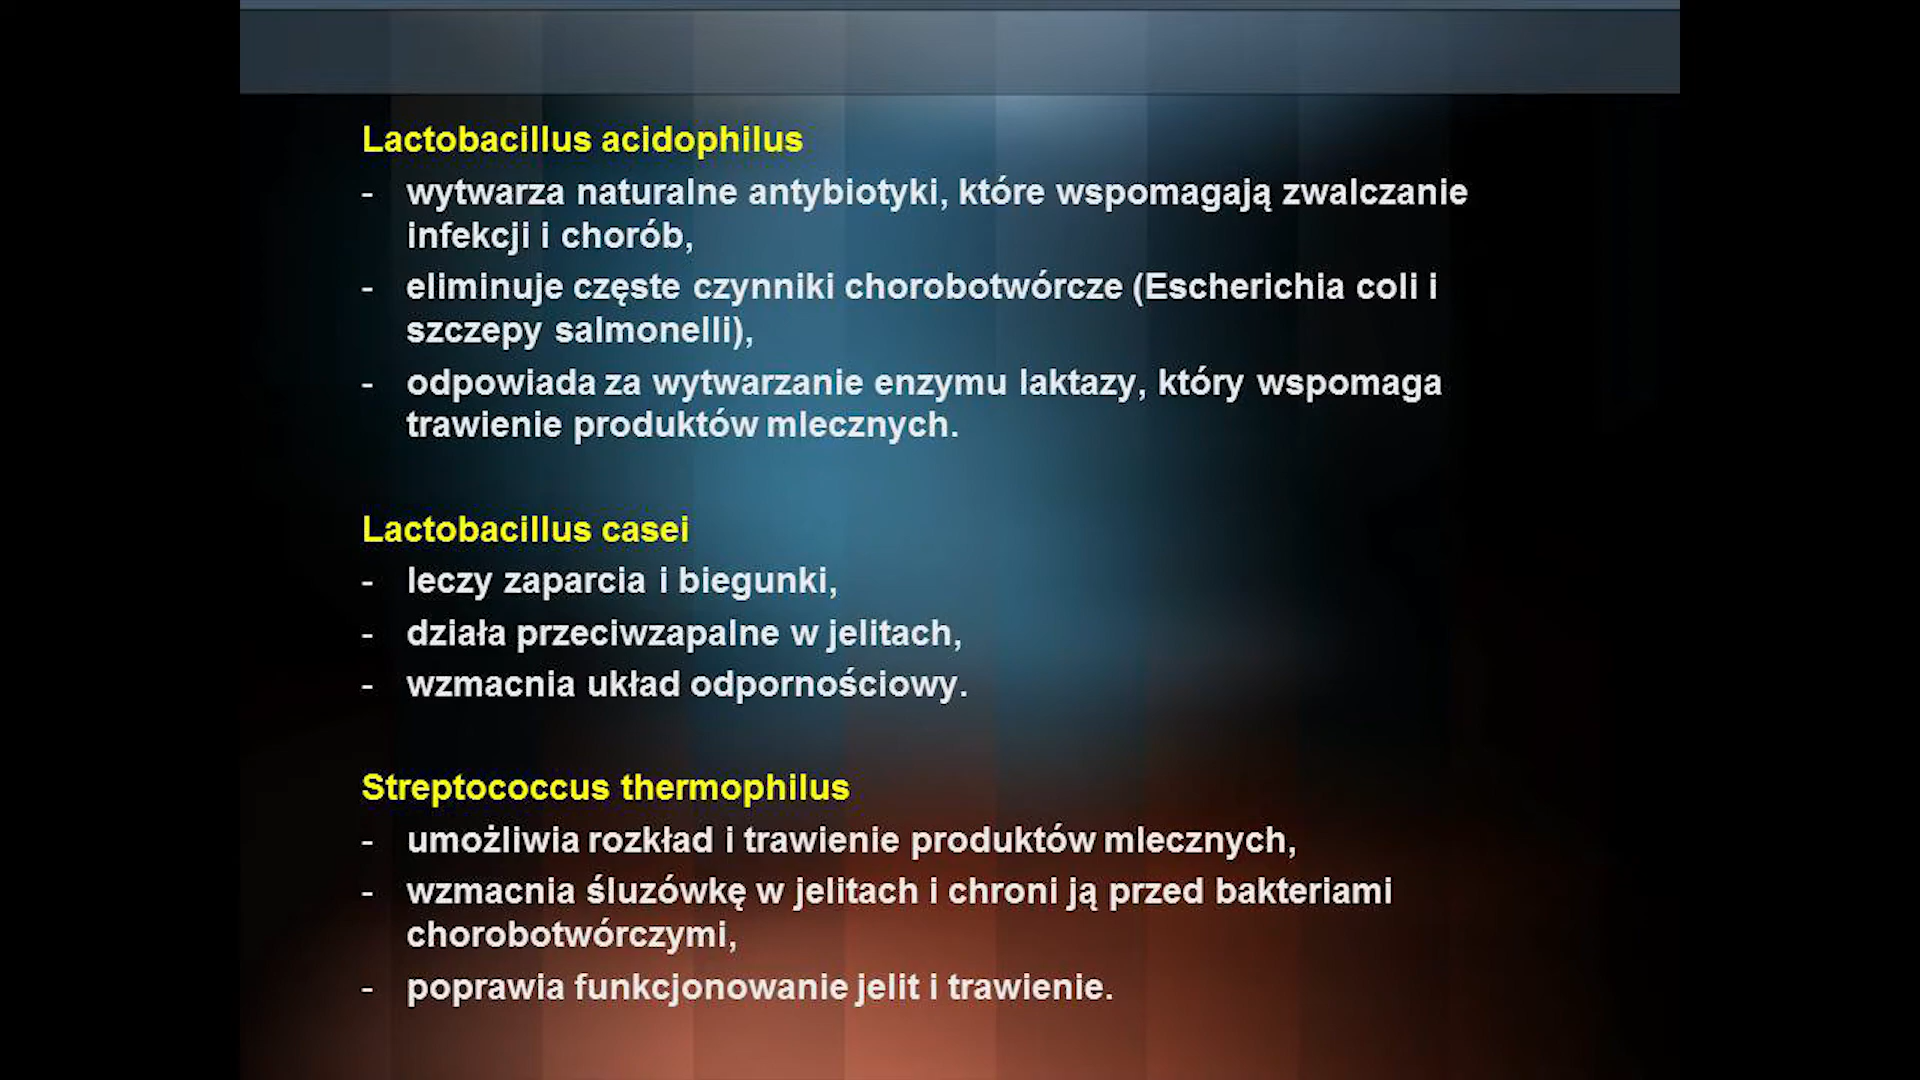 Lactobacillus acidophilus
- wytwarza naturalne antybiotyki, które wspomagają zwalczanie
infekcji i chorób,
- eliminuje częste czynniki chorobotwórcze (Escherichia coli i
szczepy salmonelli),
- odpowiada za wytwarzanie enzymu laktazy, który wspomaga
trawienie produktów mlecznych.
Lactobacillus casei
- leczy zaparcia i biegunki,
- działa przeciwzapalne w jelitach,
- wzmacnia układ odpornościowy.
Streptococcus thermophilus
- umożliwia rozkład i trawienie produktów mlecznych,
- wzmacnia śluzówkę w jelitach i chroni ją przed bakteriami
chorobotwórczymi,
- poprawia funkcjonowanie jelit i trawienie.